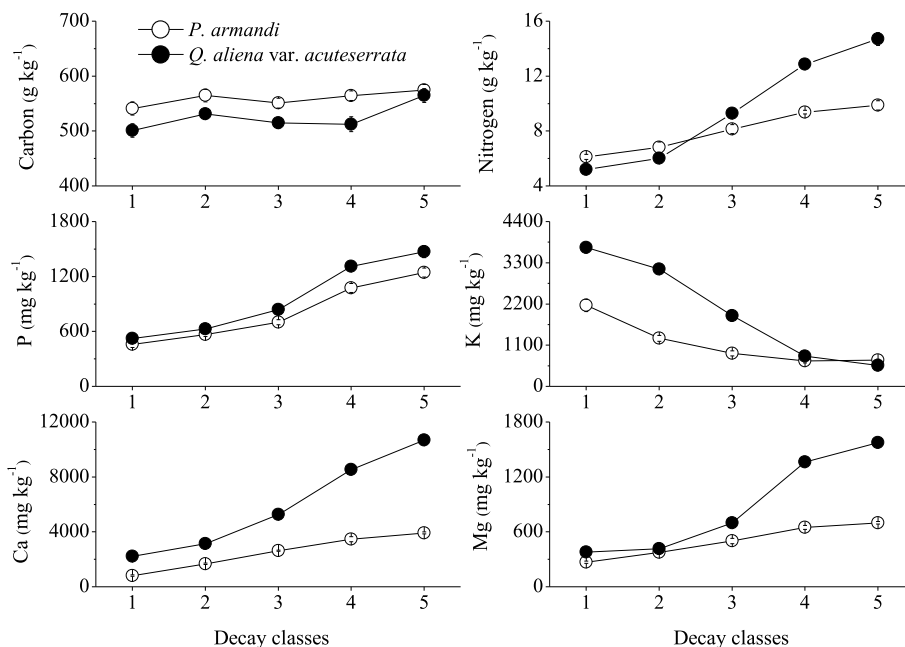 P. armandi
Q. aliena var. acuteserrata
Carbon (g kg-1)
700
600
500
400
1 2 3 4 5
Nitrogen (g kg-1)
16
12
8
4
1 2 3 4 5
P (mg kg-1)
1800
1200
600
0
1 2 3 4 5
K (mg kg-1)
4400
3300
2200
1100
0
1 2 3 4 5
Ca (mg kg-1)
12000
8000
4000
0
1 2 3 4 5
Decay classes
Mg (mg kg-1)
1800
1200
600
0
1 2 3 4 5
Decay classes